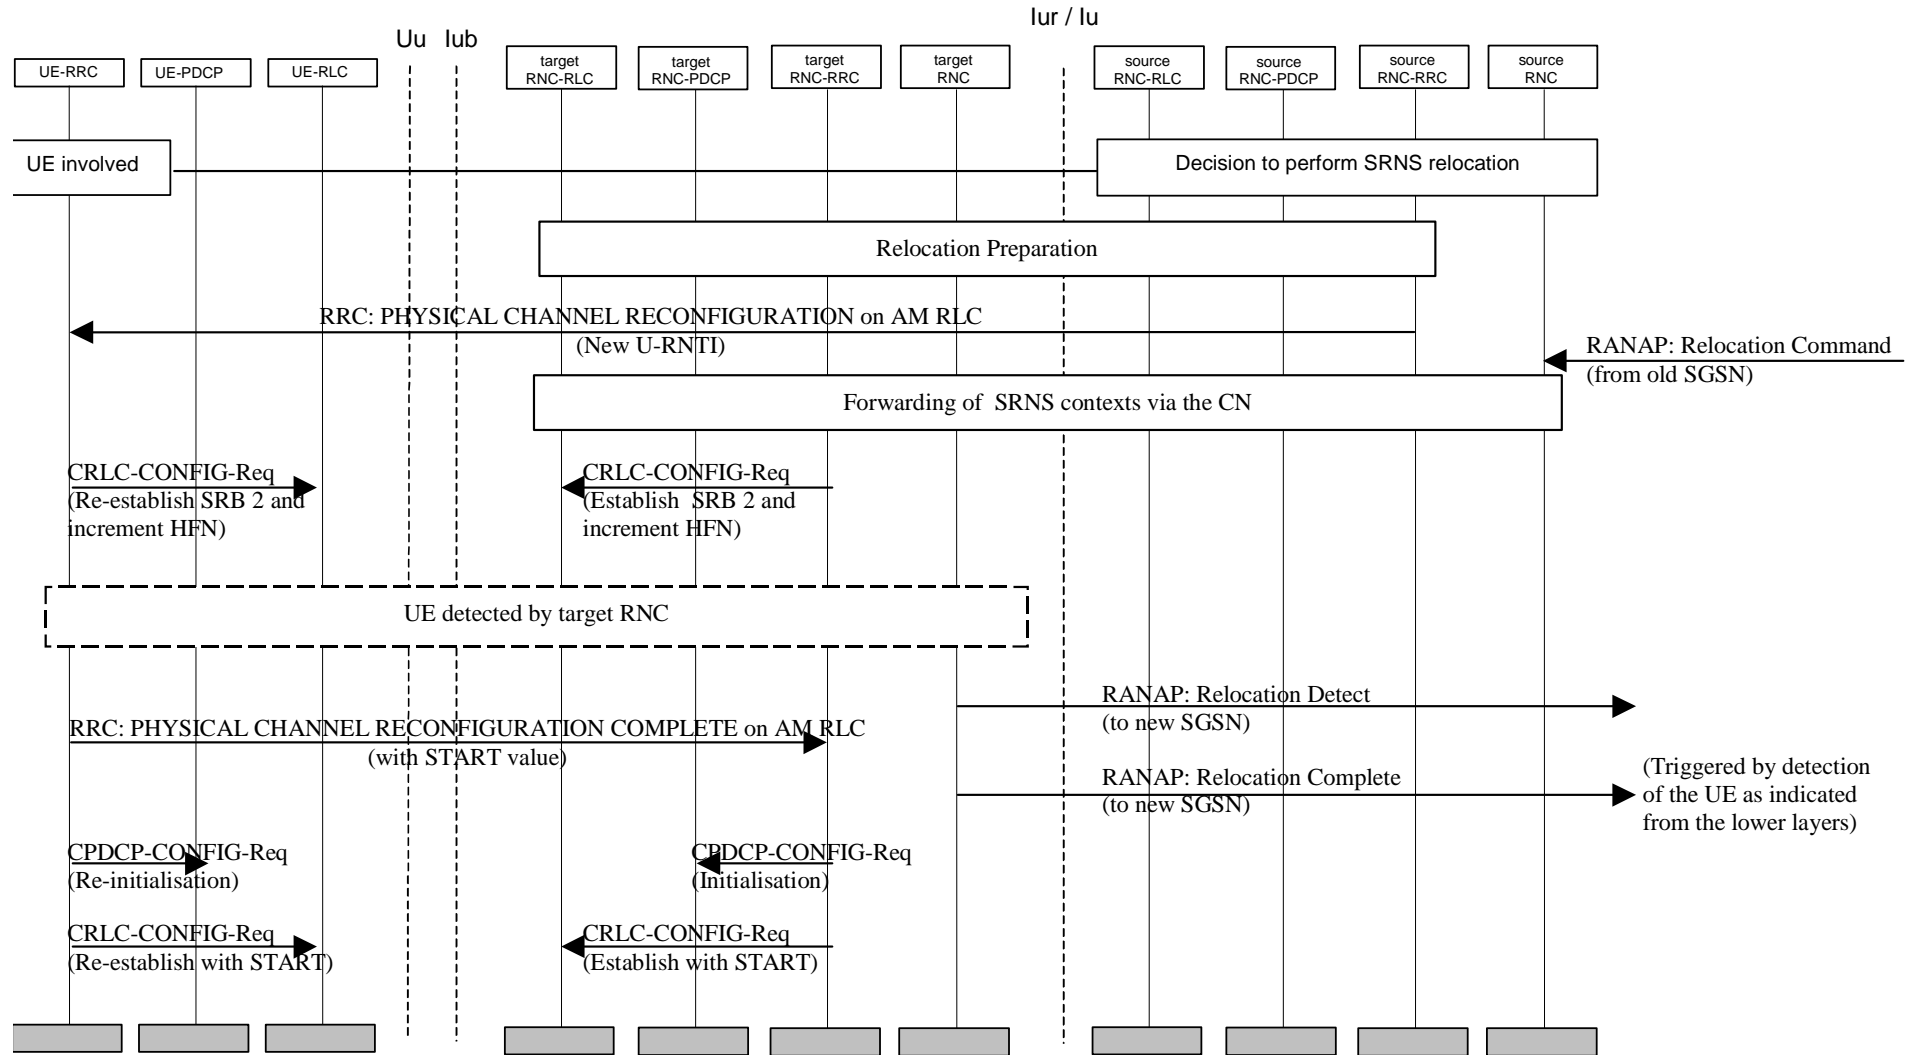 Iur / Iu
Uu Iub
UE-RRC
UE-PDCP
UE-RLC
target
RNC-RLC
target
RNC-PDCP
target
RNC-RRC
target
RNC
source
RNC-RLC
source
RNC-PDCP
source
RNC-RRC
source
RNC
UE involved
Decision to perform SRNS relocation
Relocation Preparation
RRC: PHYSICAL CHANNEL RECONFIGURATION on AM RLC
(New U-RNTI)
RANAP: Relocation Command
(from old SGSN)
Forwarding of SRNS contexts via the CN
CRLC-CONFIG-Req
(Re-establish SRB 2 and
increment HFN)
CRLC-CONFIG-Req
(Establish SRB 2 and
increment HFN)
UE detected by target RNC
RANAP: Relocation Detect
(to new SGSN)
RRC: PHYSICAL CHANNEL RECONFIGURATION COMPLETE on AM RLC
(with START value)
RANAP: Relocation Complete
(to new SGSN)
(Triggered by detection
of the UE as indicated
from the lower layers)
CPDCP-CONFIG-Req
(Re-initialisation)
CPDCP-CONFIG-Req
(Initialisation)
CRLC-CONFIG-Req
(Re-establish with START)
CRLC-CONFIG-Req
(Establish with START)